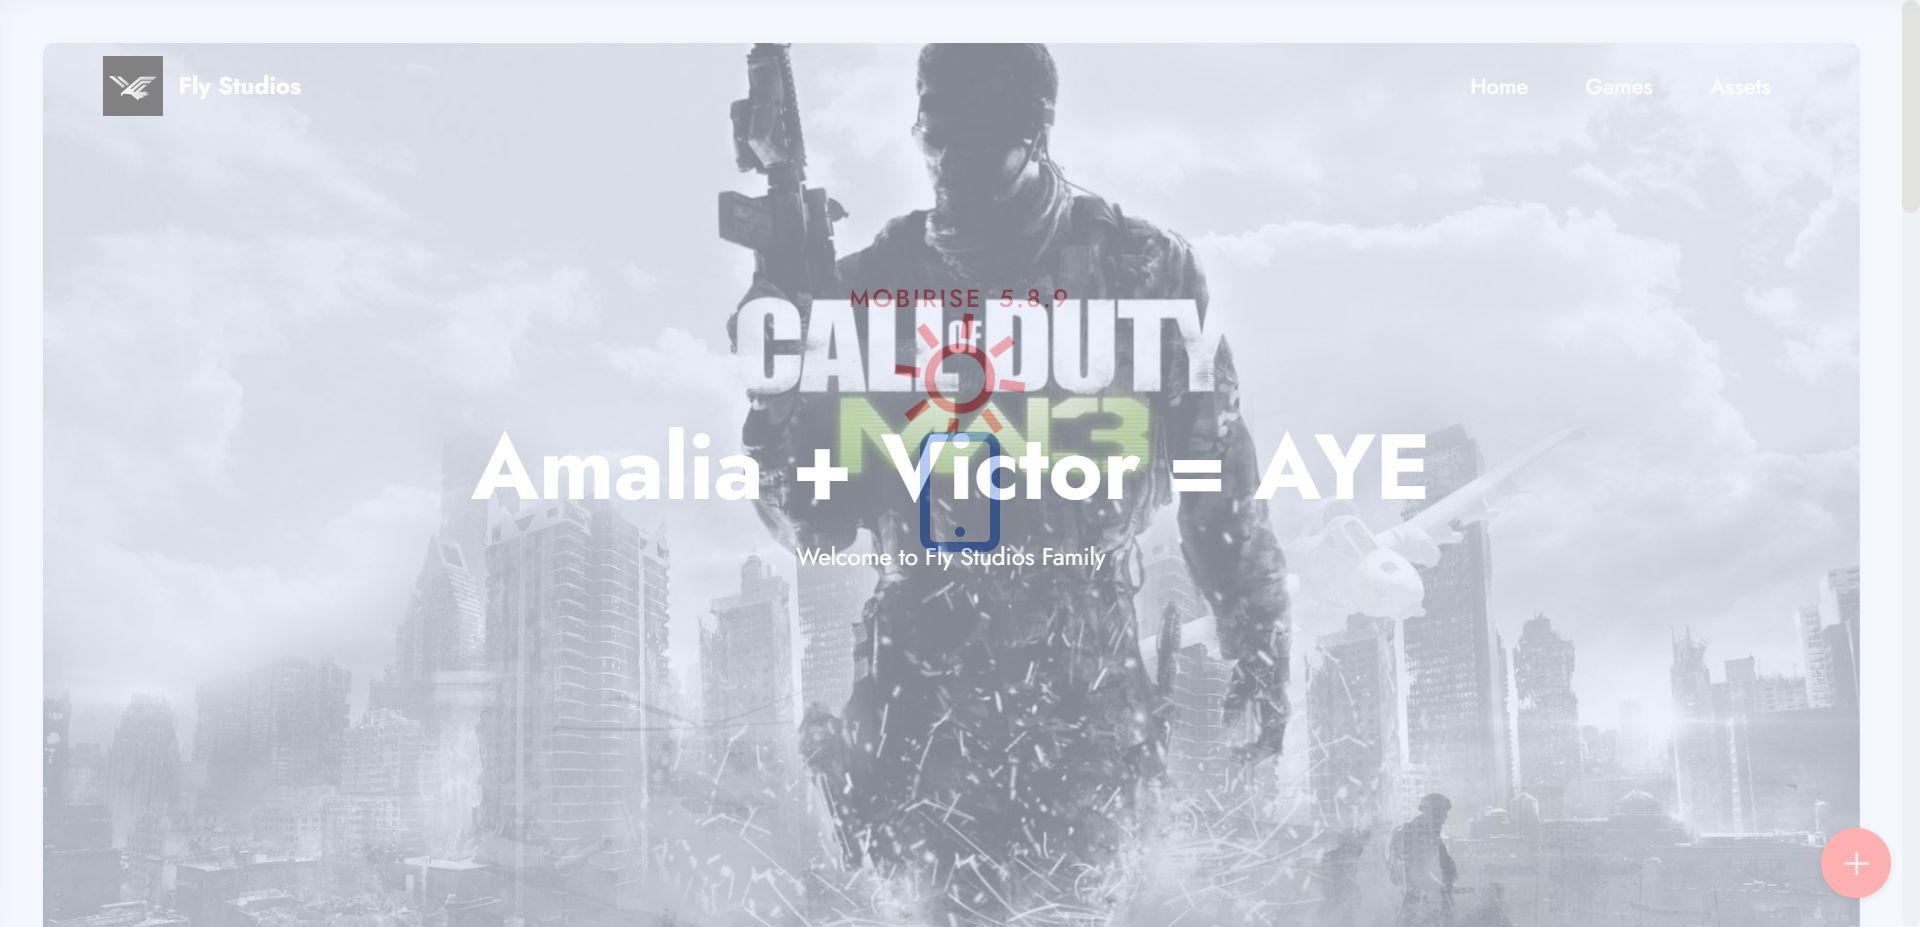 Fly Studios
Home Games Assets
MOBIRISE 5.8.9
CALL OF DUTY
MW3
Amalia + Victor = AYE
Welcome to Fly Studios Family